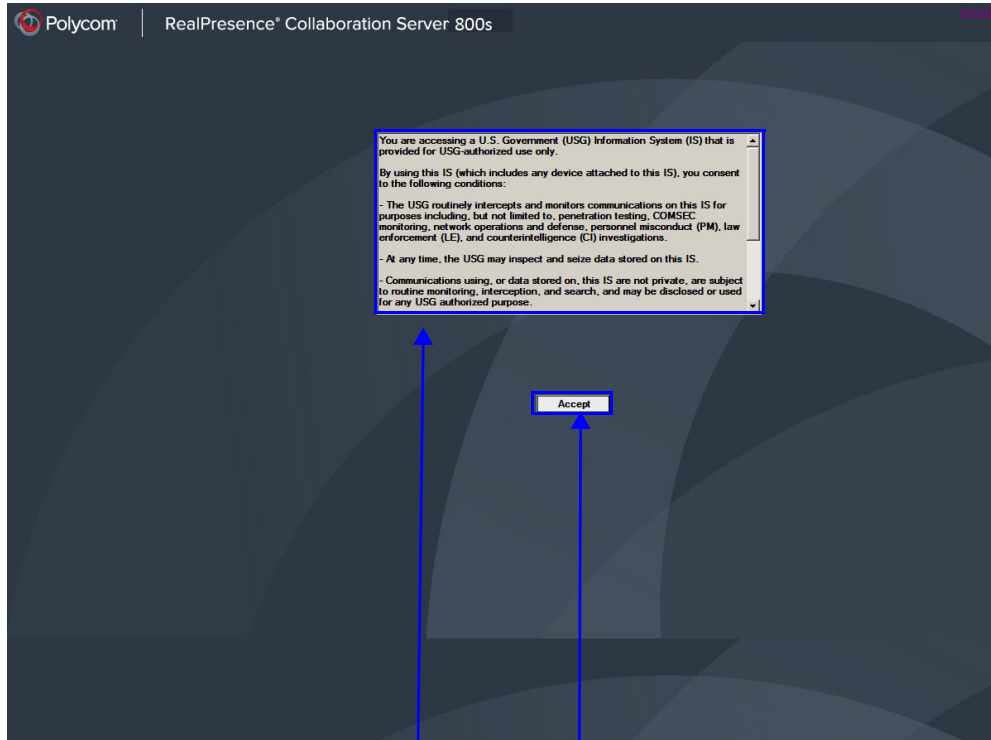 Polycom
RealPresence® Collaboration Server 800s
You are accessing a U.S. Government (USG) Information System (IS) that is
provided for USG-authorized use only.
By using this IS (which includes any device attached to this IS), you consent
to the following conditions:
- The USG routinely intercepts and monitors communications on this IS for
purposes including, but not limited to, penetration testing, COMSEC
monitoring, network operations and defense, personnel misconduct (PM), law
enforcement (LE), and counterintelligence (CI) investigations.
- At any time, the USG may inspect and seize data stored on this IS.
- Communications using, or data stored on, this IS are not private, are subject
to routine monitoring, interception, and search, and may be disclosed or used
for any USG authorized purpose.
Accept